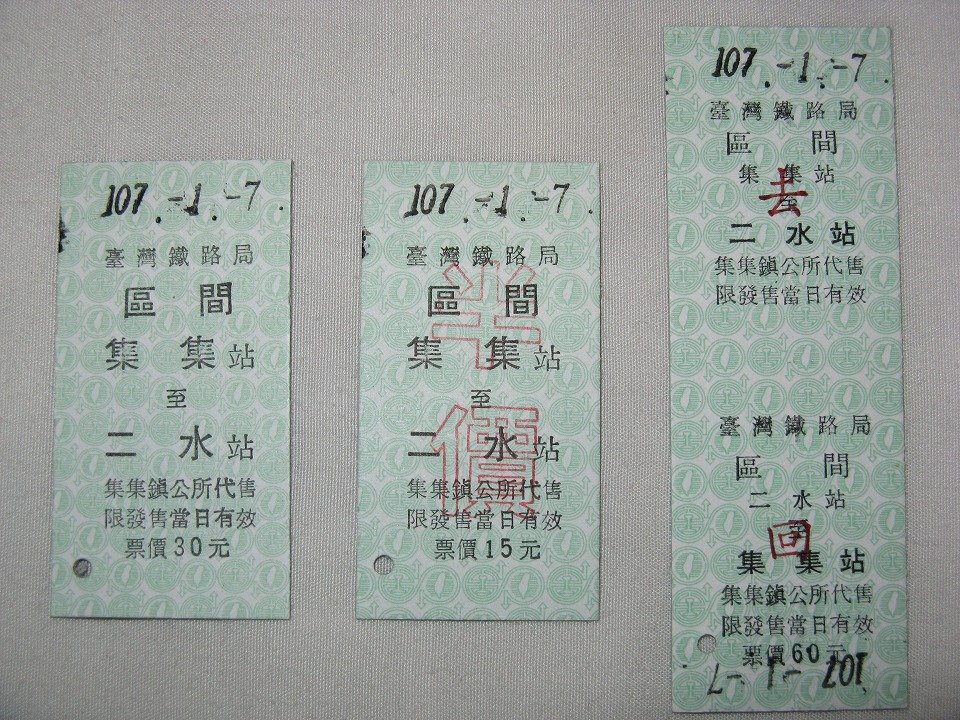 107.-1.-7.
臺灣鐵路局
區間
集集站
至
二水站
集集鎮公所代售
限發售當日有效
票價30元
107.-1.-7.
臺灣鐵路局
區間
集集站
至
二水站
集集鎮公所代售
限發售當日有效
票價15元
半價
107.-1.-7.
臺灣鐵路局
區間
集集站
至
去
二水站
集集鎮公所代售
限發售當日有效
臺灣鐵路局
區間
二水站
至
回
集集站
集集鎮公所代售
限發售當日有效
票價60元
107.-1.-7